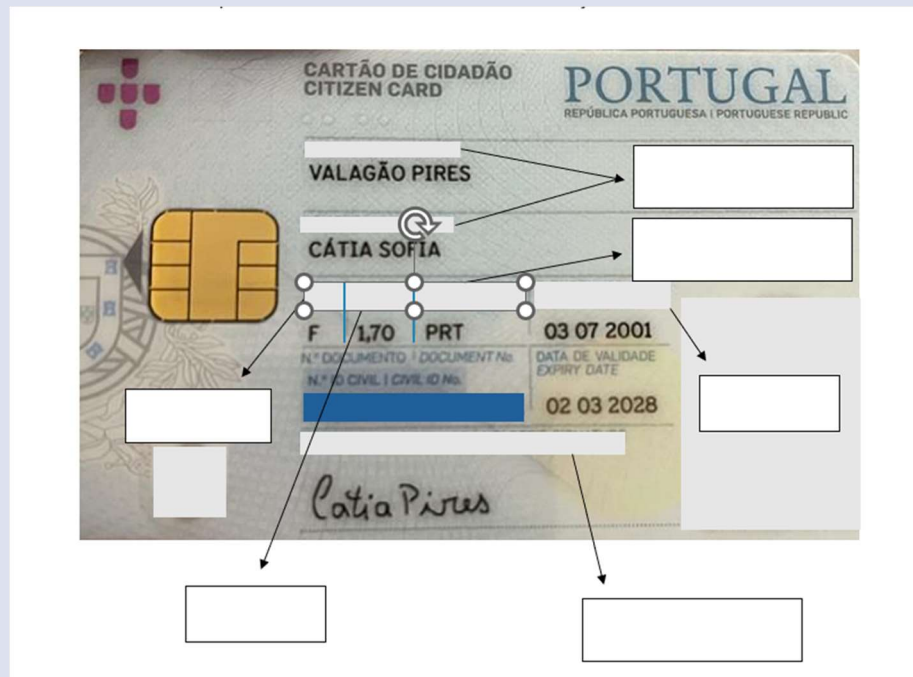 CARTÃO DE CIDADÃO
CITIZEN CARD
PORTUGAL
REPÚBLICA PORTUGUESA | PORTUGUESE REPUBLIC
VALAGÃO PIRES
CÁTIA SOFIA
F 1,70 PRT 03 07 2001
N.º DOCUMENTO | DOCUMENT No. DATA DE VALIDADE
EXPIRY DATE
N.º ID CIVIL | CIVIL ID No.
02 03 2028
Catia Pires